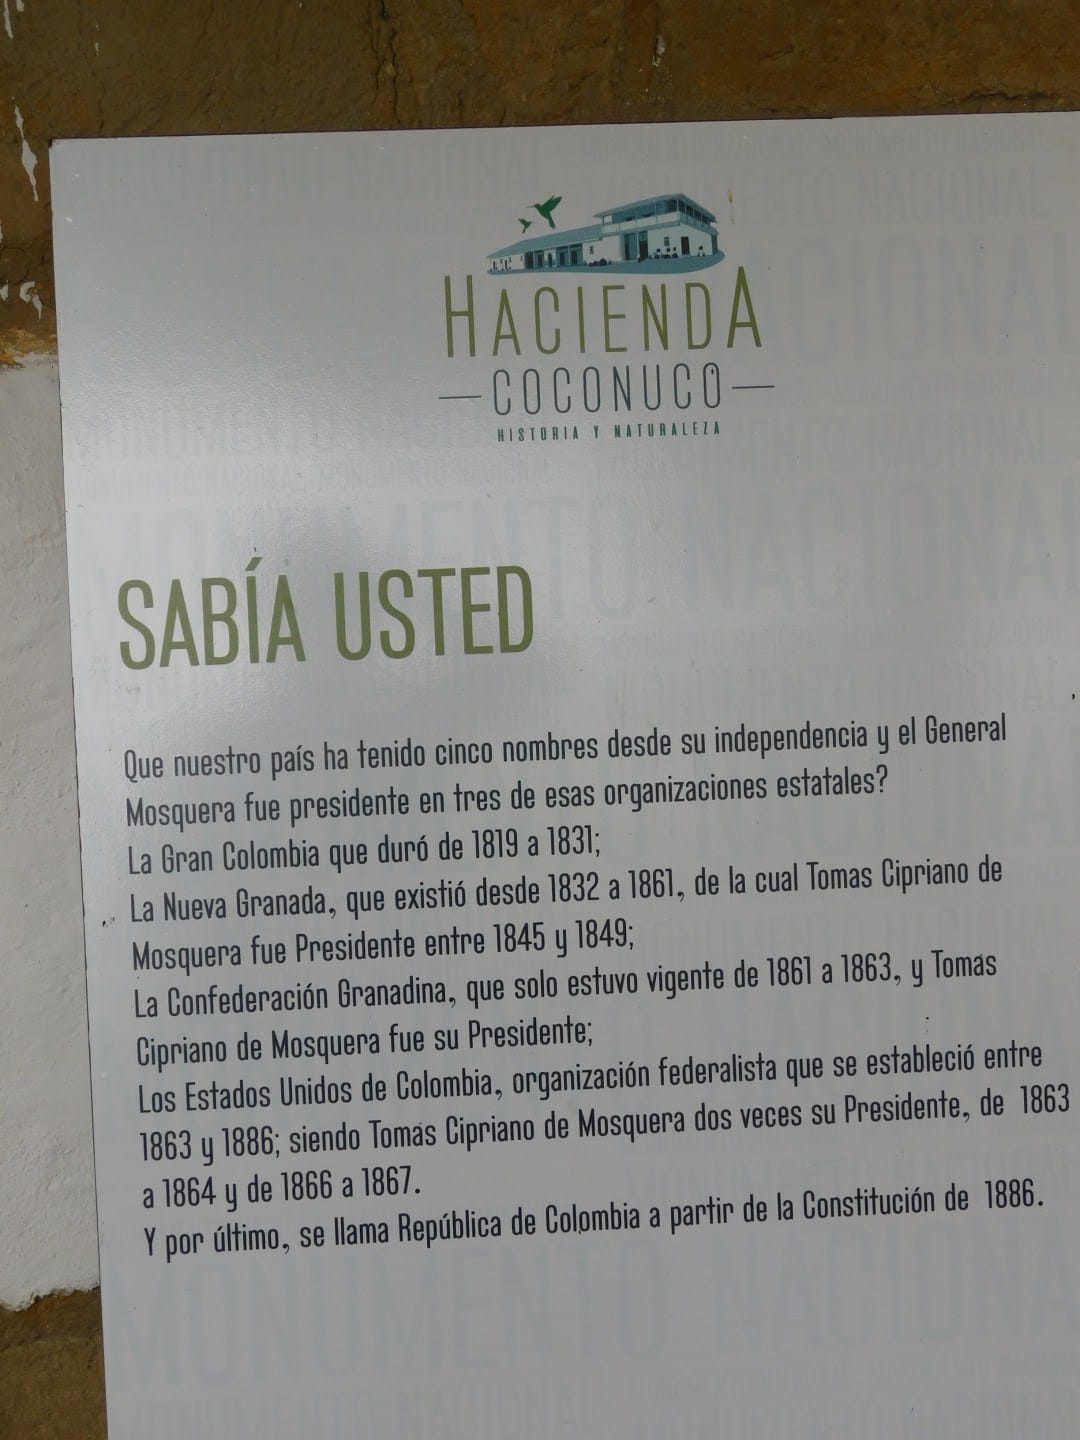 HACIENDA
COCONUCO
HISTORIA Y NATURALEZA
SABÍA USTED
Que nuestro país ha tenido cinco nombres desde su independencia y el General
Mosquera fue presidente en tres de esas organizaciones estatales?
La Gran Colombia que duró de 1819 a 1831;
La Nueva Granada, que existió desde 1832 a 1861, de la cual Tomas Cipriano de
Mosquera fue Presidente entre 1845 y 1849;
La Confederación Granadina, que solo estuvo vigente de 1861 a 1863, y Tomas
Cipriano de Mosquera fue su Presidente;
Los Estados Unidos de Colombia, organización federalista que se estableció entre
1863 y 1886; siendo Tomas Cipriano de Mosquera dos veces su Presidente, de 1863
a 1864 y de 1866 a 1867.
Y por último, se llama República de Colombia a partir de la Constitución de 1886.